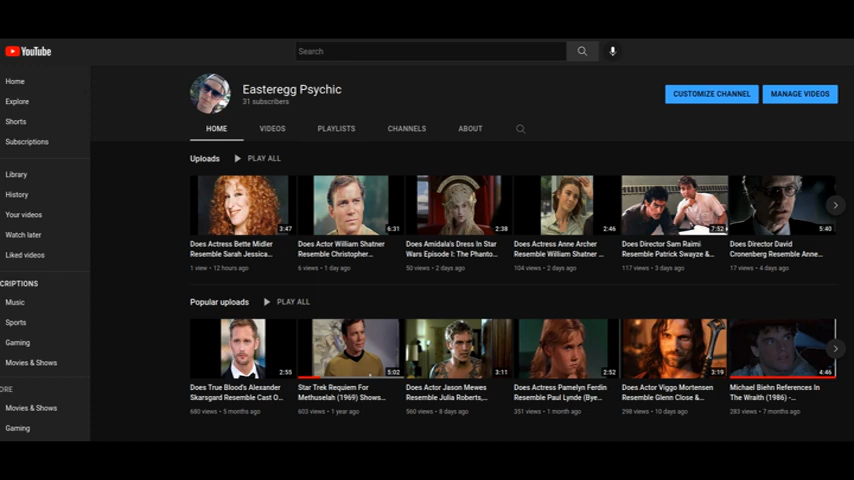 YouTube
Search
Home
Explore
Shorts
Subscriptions
Library
History
Your videos
Watch later
Liked videos
CRIPTIONS
Music
Sports
Gaming
Movies & Shows
ORE
Movies & Shows
Gaming
Easteregg Psychic
31 subscribers
CUSTOMIZE CHANNEL
MANAGE VIDEOS
HOME VIDEOS PLAYLISTS CHANNELS ABOUT
Uploads PLAY ALL
3:47
Does Actress Bette Midler
Resemble Sarah Jessica...
1 view • 12 hours ago
6:31
Does Actor William Shatner
Resemble Christopher...
6 views • 1 day ago
2:38
Does Amidala's Dress In Star
Wars Episode I: The Phanto...
50 views • 2 days ago
2:46
Does Actress Anne Archer
Resemble William Shatner ...
104 views • 2 days ago
7:52
Does Director Sam Raimi
Resemble Patrick Swayze &...
117 views • 3 days ago
5:40
Does Director David
Cronenberg Resemble Anne...
17 views • 4 days ago
Popular uploads PLAY ALL
2:55
Does True Blood's Alexander
Skarsgard Resemble Cast O...
680 views • 5 months ago
5:02
Star Trek Requiem For
Methuselah (1969) Shows...
603 views • 1 year ago
3:11
Does Actor Jason Mewes
Resemble Julia Roberts,...
560 views • 8 days ago
2:52
Does Actress Pamelyn Ferdin
Resemble Paul Lynde (Bye...
351 views • 1 month ago
3:19
Does Actor Viggo Mortensen
Resemble Glenn Close &...
298 views • 10 days ago
4:46
Michael Biehn References In
The Wraith (1986) -...
283 views • 7 months ago